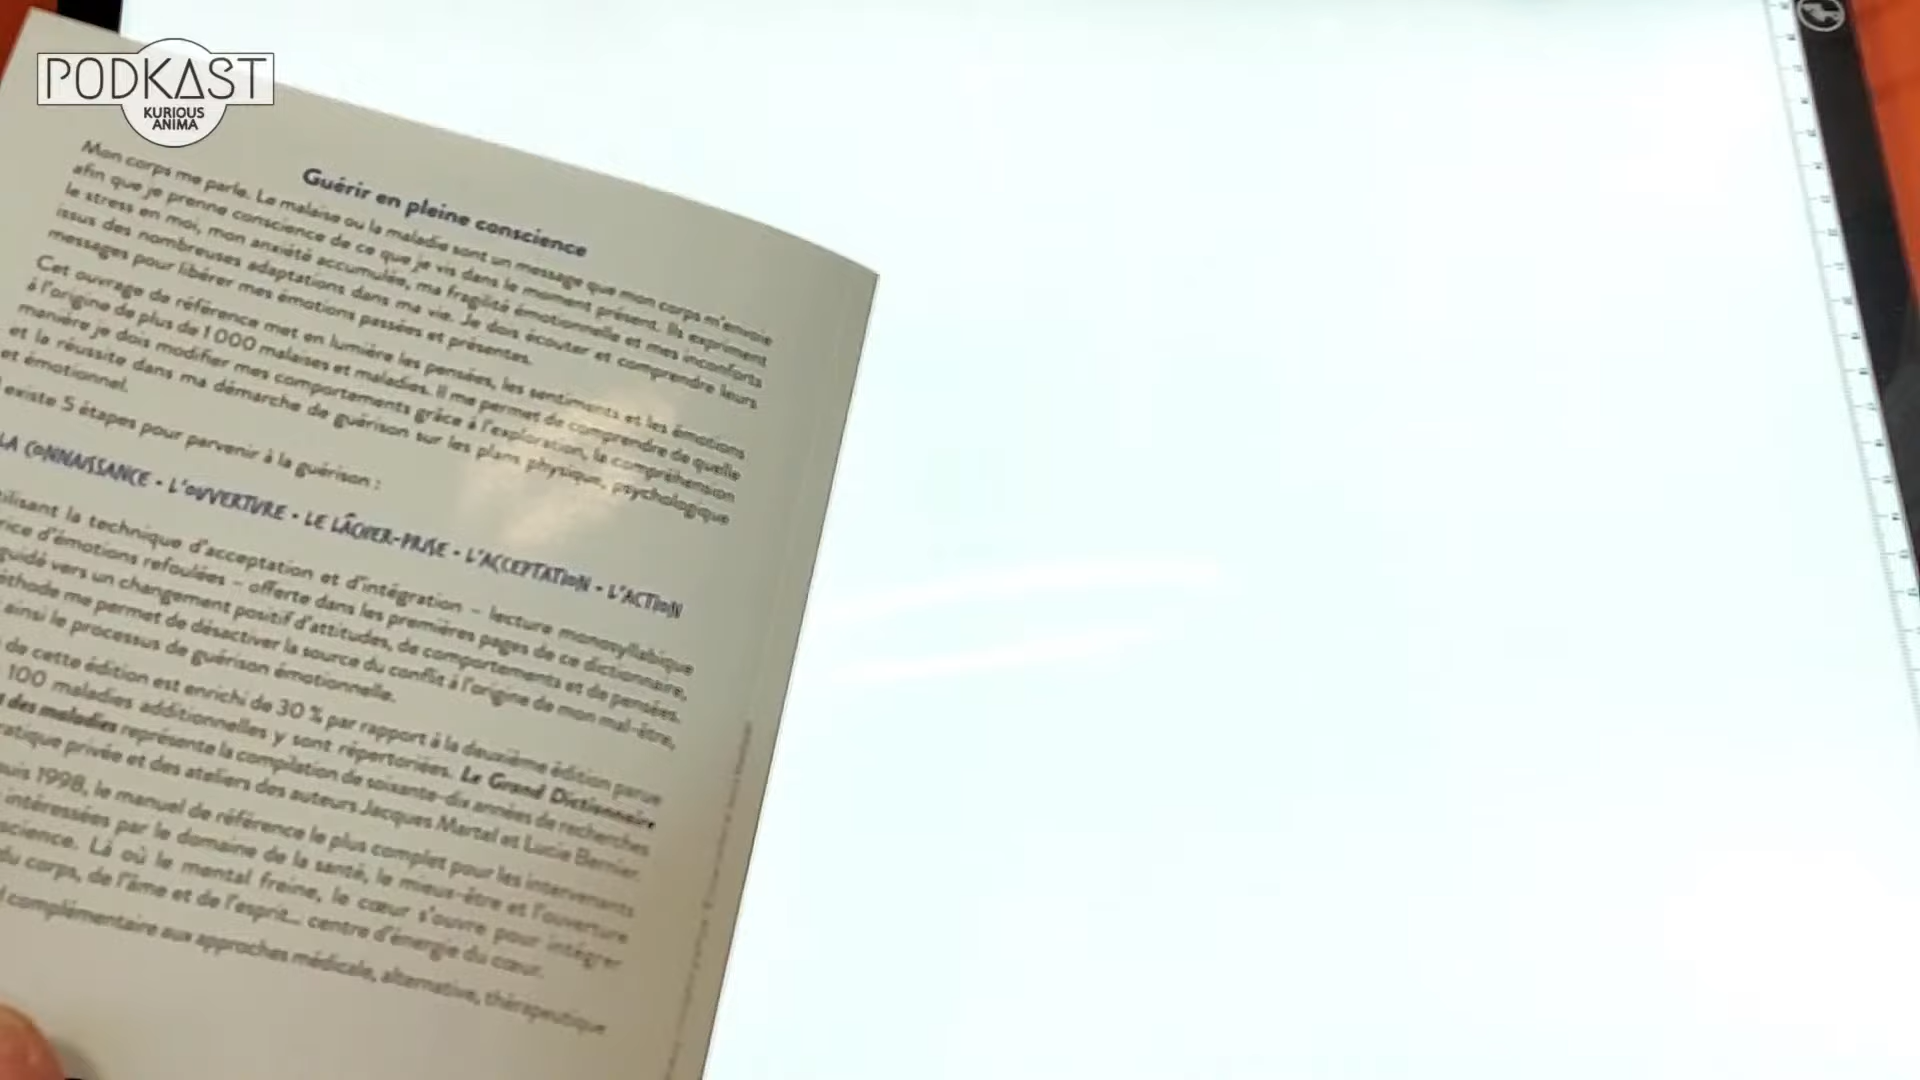 PODKAST
KURIOUS
ANIMA
Guérir en pleine conscience
Mon corps me parle. Le malaise ou la maladie sont un message que mon corps m'envoie
afin que je prenne conscience de ce que je vis dans le moment présent. Ils expriment
le stress en moi, mon anxiété accumulée, ma fragilité émotionnelle et mes inconforts
issus des nombreuses adaptations dans ma vie. Je dois écouter et comprendre leurs
messages pour libérer mes émotions passées et présentes.
Cet ouvrage de référence met en lumière les pensées, les sentiments et les émotions
à l'origine de plus de 1 000 malaises et maladies. Il me permet de comprendre de quelle
manière je dois modifier mes comportements grâce à l'exploration, la compréhension
et la réussite dans ma démarche de guérison sur les plans physique, psychologique
et émotionnel.
existe 5 étapes pour parvenir à la guérison :
LA CONNAISSANCE • L'OUVERTURE • LE LÂCHER-PRISE • L'ACCEPTATION • L'ACTION
ilisant la technique d'acceptation et d'intégration – lecture monosyllabique
rice d'émotions refoulées – offerte dans les premières pages de ce dictionnaire,
guidé vers un changement positif d'attitudes, de comportements et de pensées.
éthode me permet de désactiver la source du conflit à l'origine de mon mal-être,
ainsi le processus de guérison émotionnelle.
de cette édition est enrichi de 30 % par rapport à la deuxième édition parue
100 maladies additionnelles y sont répertoriées. Le Grand Dictionnaire
des maladies représente la compilation de soixante-dix années de recherches
ratique privée et des ateliers des auteurs Jacques Martel et Lucie Bernier.
uis 1998, le manuel de référence le plus complet pour les intervenants
intéressées par le domaine de la santé, le mieux-être et l'ouverture
science. Là où le mental freine, le cœur s'ouvre pour intégrer
du corps, de l'âme et de l'esprit... centre d'énergie du cœur.
complémentaire aux approches médicale, alternative, thérapeutique